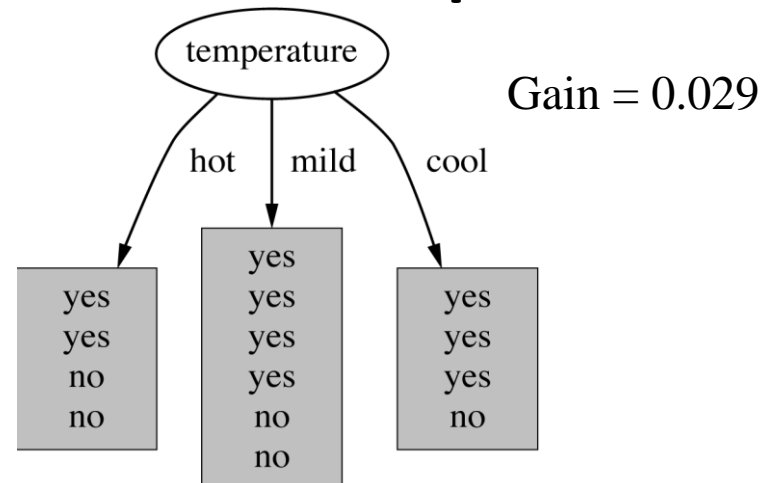 temperature
Gain = 0.029
hot
mild
cool
yes
yes
no
no
yes
yes
yes
yes
no
no
yes
yes
yes
no